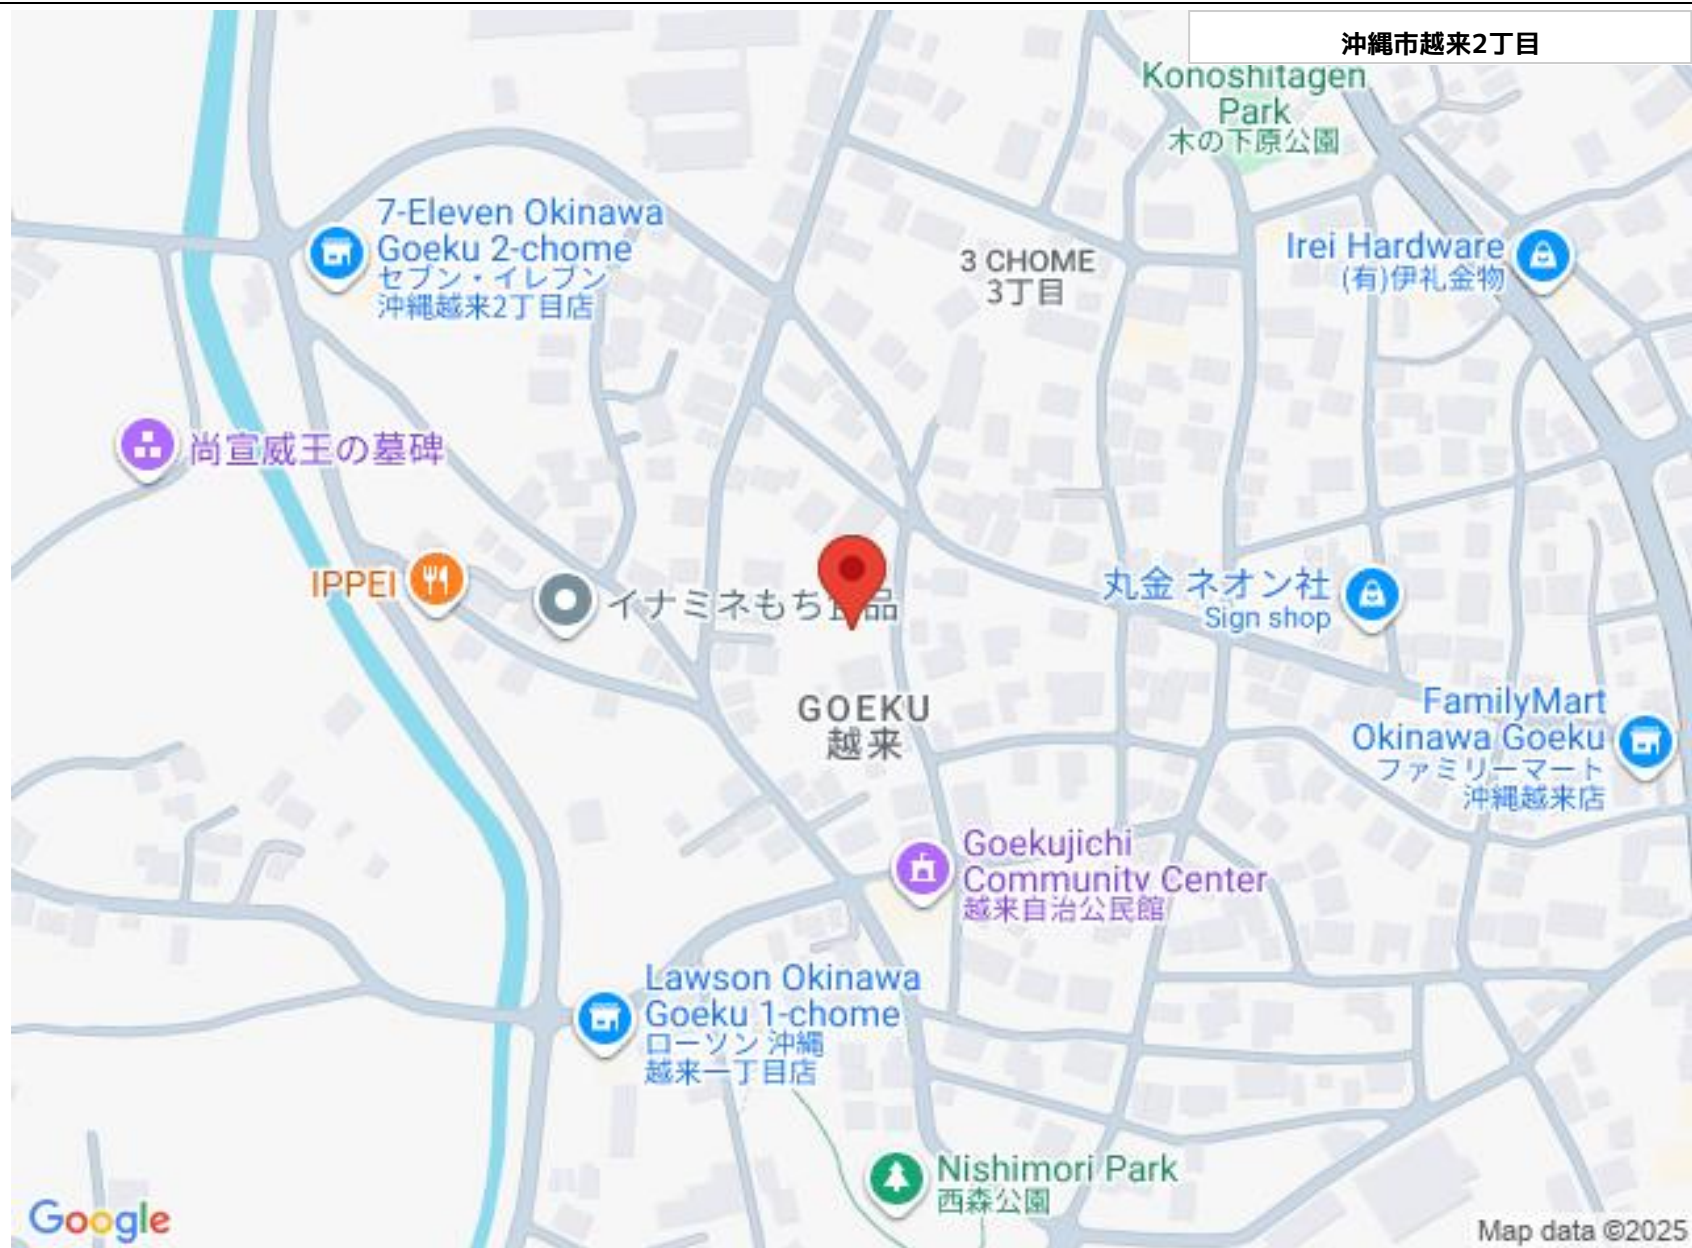 沖縄市越来2丁目
Konoshitagen
Park
木の下原公園
7-Eleven Okinawa
Goeku 2-chome
セブン・イレブン
沖縄越来2丁目店
3 CHOME
3丁目
Irei Hardware
(有)伊礼金物
尚宣威王の墓碑
IPPEI
イナミネもち食品
丸金 ネオン社
Sign shop
GOEKU
越来
FamilyMart
Okinawa Goeku
ファミリーマート
沖縄越来店
Goekujichi
Community Center
越来自治公民館
Lawson Okinawa
Goeku 1-chome
ローソン 沖縄
越来一丁目店
Nishimori Park
西森公園
Google
Map data ©2025